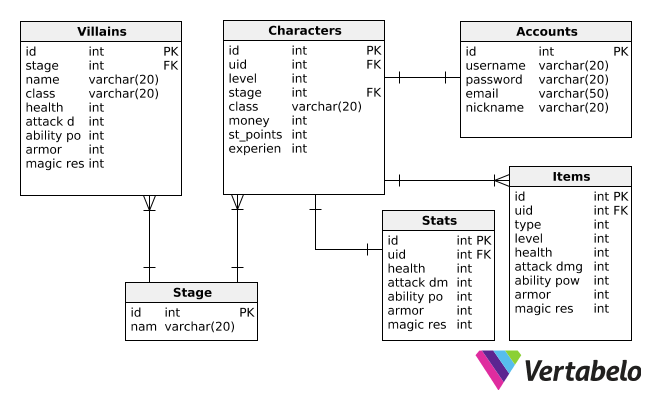 Villains
id int PK
stage int FK
name varchar(20)
class varchar(20)
health int
attack d int
ability po int
armor int
magic res int
Characters
id int PK
uid int FK
level int
stage int FK
class varchar(20)
money int
st_points int
experien int
Accounts
id int PK
username varchar(20)
password varchar(20)
email varchar(50)
nickname varchar(20)
Items
id int PK
uid int FK
type int
level int
health int
attack dmg int
ability pow int
armor int
magic res int
Stats
id int PK
uid int FK
health int
attack dm int
ability po int
armor int
magic res int
Stage
id int PK
nam varchar(20)
Vertabelo